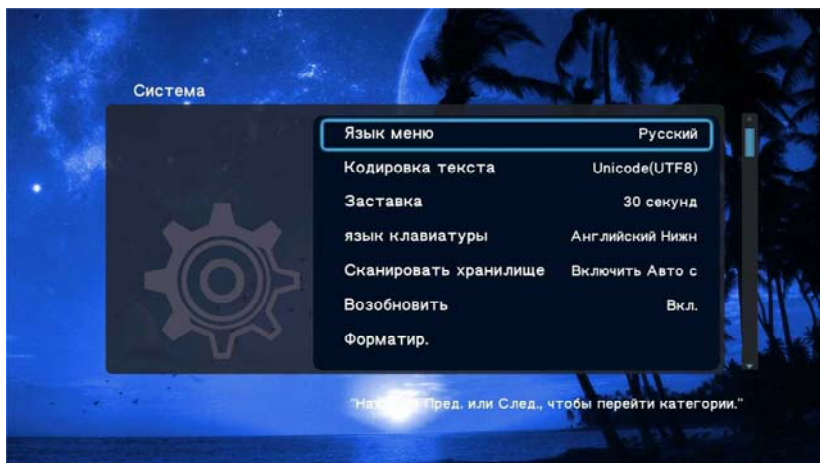 Система
Язык меню Русский
Кодировка текста Unicode(UTF8)
Заставка 30 секунд
язык клавиатуры Английский Нижн
Сканировать хранилище Включить Авто с
Возобновить Вкл.
Форматир.
Пред. или След., чтобы перейти категории."